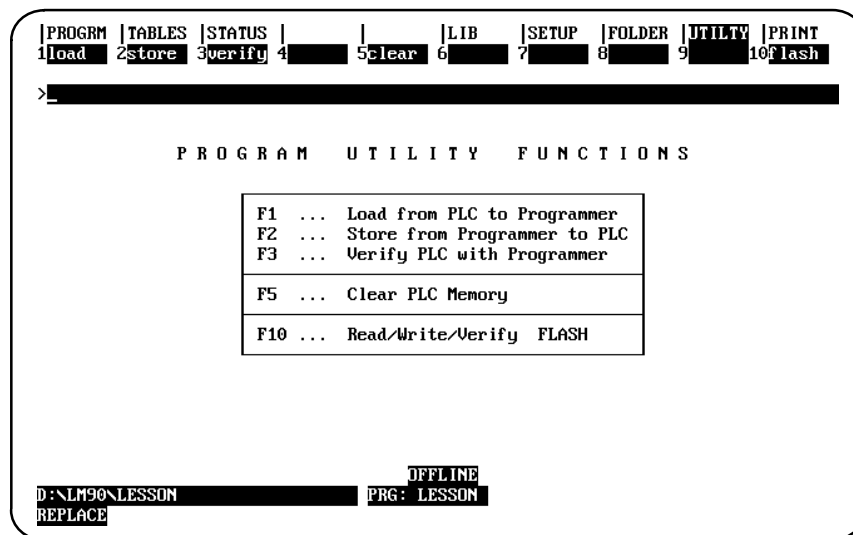 |PROGRM |TABLES |STATUS | | |LIB |SETUP |FOLDER |UTILTY |PRINT
1load 2store 3verify 4 5clear 6 7 8 9 10flash
>_
P R O G R A M U T I L I T Y F U N C T I O N S
F1 ... Load from PLC to Programmer
F2 ... Store from Programmer to PLC
F3 ... Verify PLC with Programmer
F5 ... Clear PLC Memory
F10 ... Read/Write/Verify FLASH
OFFLINE
D:\LM90\LESSON PRG: LESSON
REPLACE